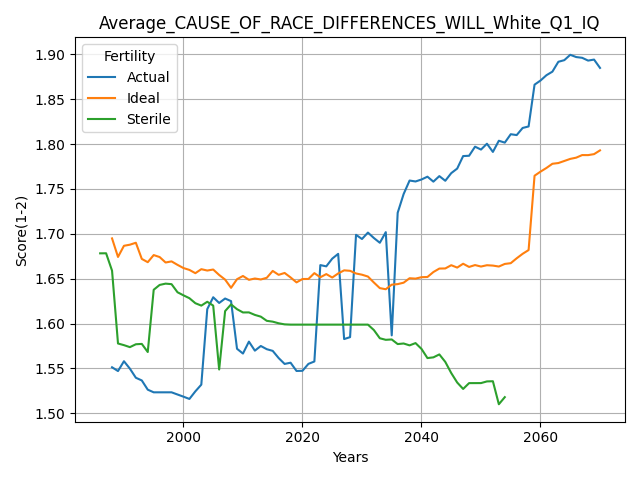 Average_CAUSE_OF_RACE_DIFFERENCES_WILL_White_Q1_IQ
Fertility
Actual
Ideal
Sterile
Score(1-2)
1.90
1.85
1.80
1.75
1.70
1.65
1.60
1.55
1.50
2000 2020 2040 2060
Years